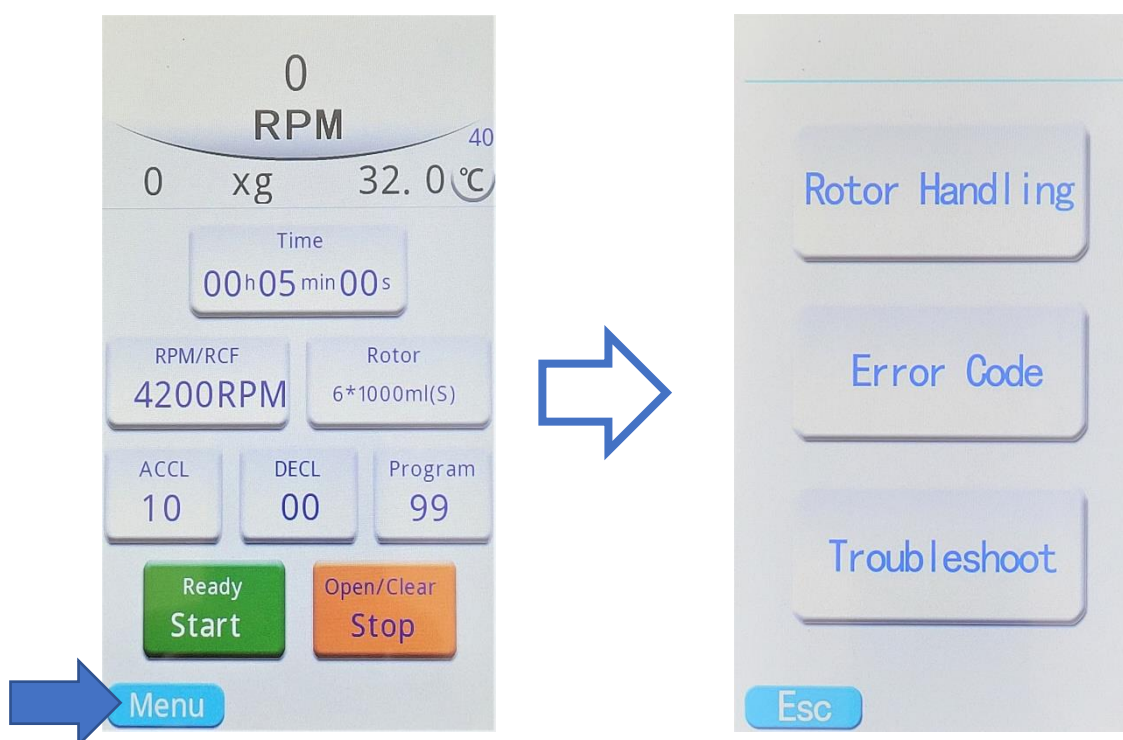 0
RPM
40
0 xg 32. 0 ℃
Time
00h05min00s
RPM/RCF
4200RPM
Rotor
6*1000ml(S)
ACCL
10
DECL
00
Program
99
Ready
Start
Open/Clear
Stop
Menu
Rotor Handling
Error Code
Troubleshoot
Esc